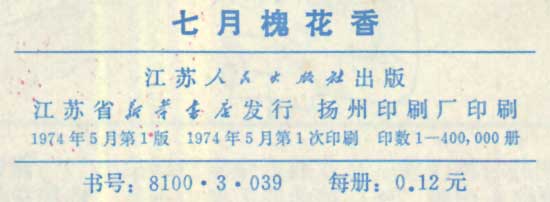 七月槐花香
江苏人民出版社出版
江苏省新华书店发行 扬州印刷厂印刷
1974年5月第1版 1974年5月第1次印刷 印数1—400,000册
书号：8100·3·039 每册：0.12元